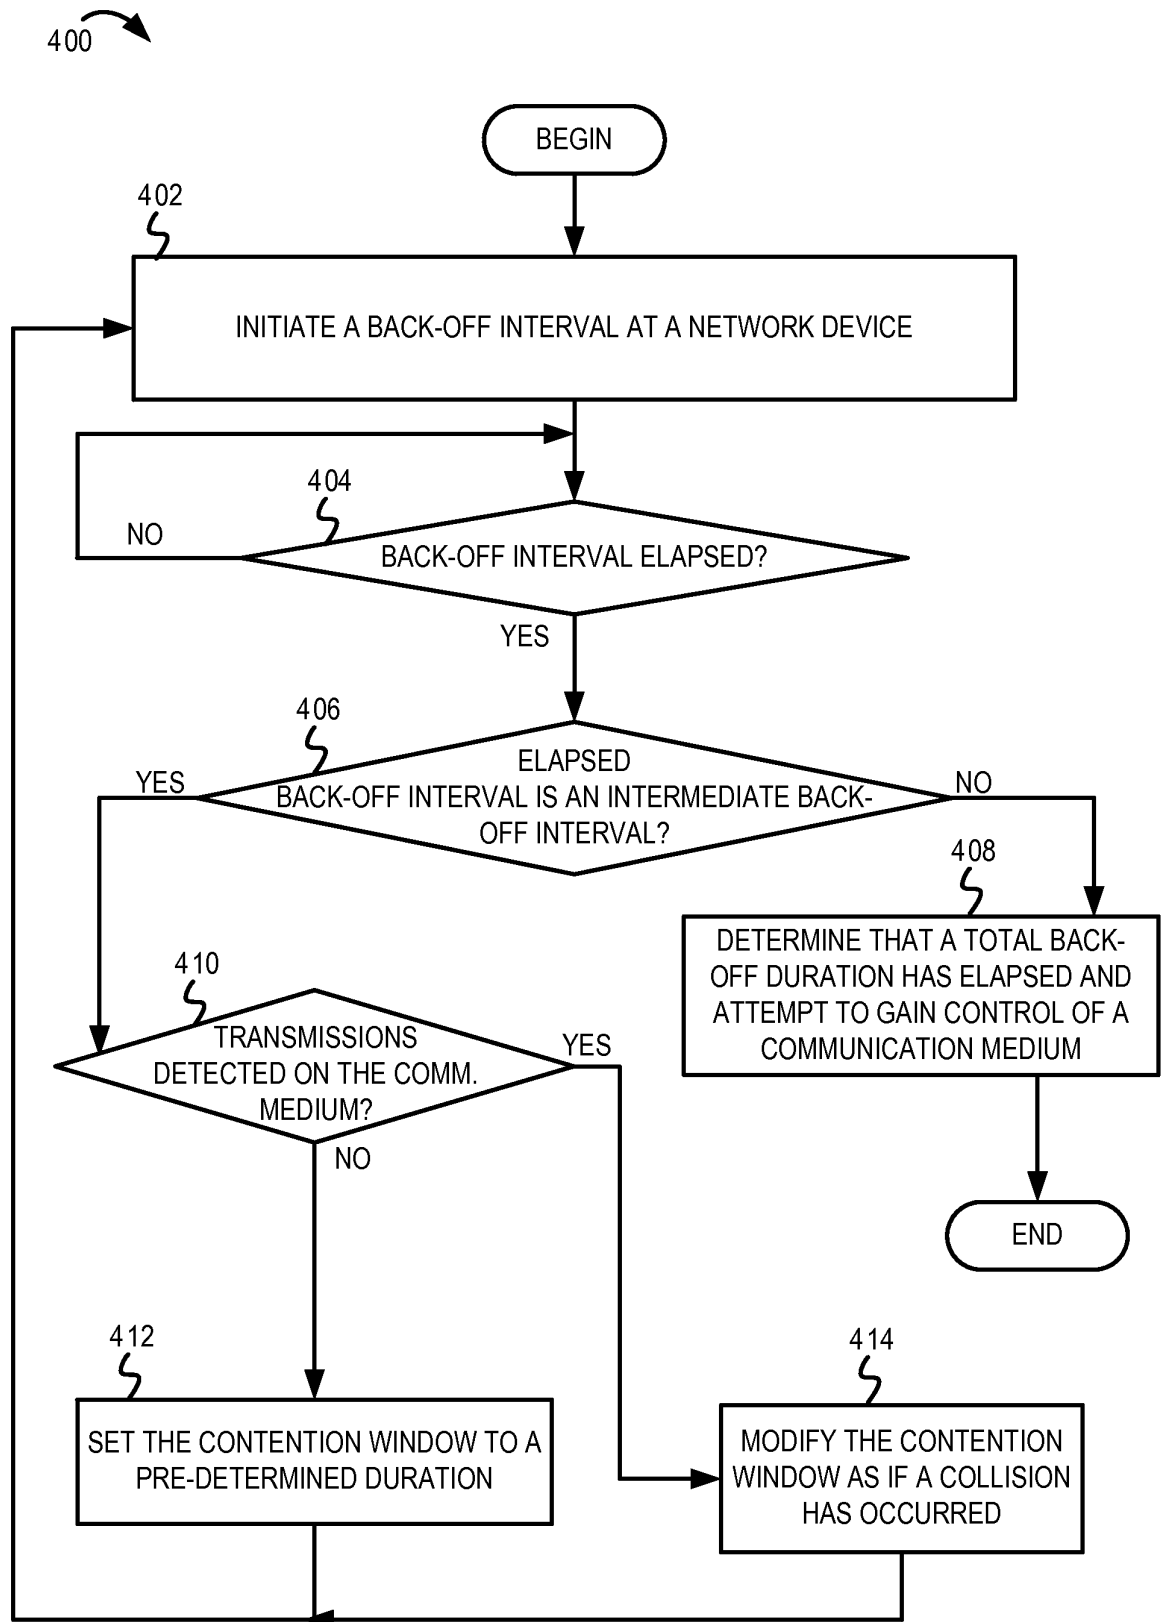 400
BEGIN
402
INITIATE A BACK-OFF INTERVAL AT A NETWORK DEVICE
404
NO
BACK-OFF INTERVAL ELAPSED?
YES
406
YES
ELAPSED
BACK-OFF INTERVAL IS AN INTERMEDIATE BACK-
OFF INTERVAL?
NO
408
DETERMINE THAT A TOTAL BACK-
OFF DURATION HAS ELAPSED AND
ATTEMPT TO GAIN CONTROL OF A
COMMUNICATION MEDIUM
410
TRANSMISSIONS
DETECTED ON THE COMM.
MEDIUM?
YES
NO
END
412
SET THE CONTENTION WINDOW TO A
PRE-DETERMINED DURATION
414
MODIFY THE CONTENTION
WINDOW AS IF A COLLISION
HAS OCCURRED